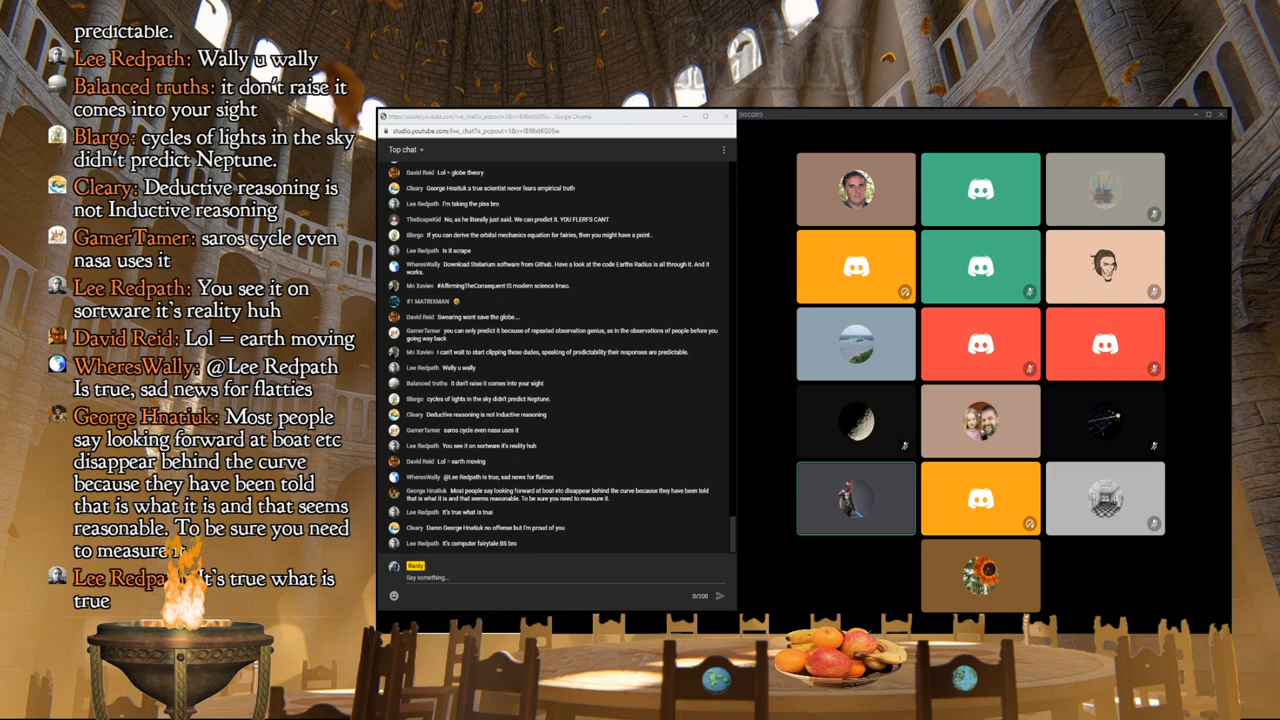 predictable.
Lee Redpath: Wally u wally
Balanced truths: it don't raise it
comes into your sight
Blargo: cycles of lights in the sky
didn't predict Neptune.
Cleary: Deductive reasoning is
not Inductive reasoning
GamerTamer: saros cycle even
nasa uses it
Lee Redpath: You see it on
sortware it's reality huh
David Reid: Lol = earth moving
WheresWally: @Lee Redpath
Is true, sad news for flatties
George Hnatiuk: Most people
say looking forward at boat etc
disappear behind the curve
because they have been told
that is what it is and that seems
reasonable. To be sure you need
to measure it.
Lee Redpath: It's true what is
true
studio.youtube.com/live_chat?is_popout=1&v=
Top chat
David Reid Lol = globe theory
Cleary George Hnatiuk a true scientist never fears empirical truth
Lee Redpath I'm taking the piss bro
TheScapeKid No, as he literally just said. We can predict it. YOU FLERFS CANT
Blargo If you can derive the orbital mechanics equation for fairies, then you might have a point..
Lee Redpath Is it scrape
WheresWally Download Stelarium software from Github. Have a look at the code Earths Radius is all through it. And it
works.
Mn Xavien #AffirmingTheConsequent IS modern science lmao.
#1 MATRIXMAN
David Reid Swearing wont save the globe....
GamerTamer you can only predict it because of repeated observation genius, as in the observations of people before you
going way back
Mn Xavien I can't wait to start clipping these dudes, speaking of predictability their responses are predictable.
Lee Redpath Wally u wally
Balanced truths it don't raise it comes into your sight
Blargo cycles of lights in the sky didn't predict Neptune.
Cleary Deductive reasoning is not Inductive reasoning
GamerTamer saros cycle even nasa uses it
Lee Redpath You see it on sortware it's reality huh
David Reid Lol = earth moving
WheresWally @Lee Redpath Is true, sad news for flatties
George Hnatiuk Most people say looking forward at boat etc disappear behind the curve because they have been told
that is what it is and that seems reasonable. To be sure you need to measure it.
Lee Redpath It's true what is true
Cleary Damn George Hnatiuk no offense but I'm proud of you
Lee Redpath It's computer fairytale BS bro
Ranty
Say something...
0/200
DISCORD